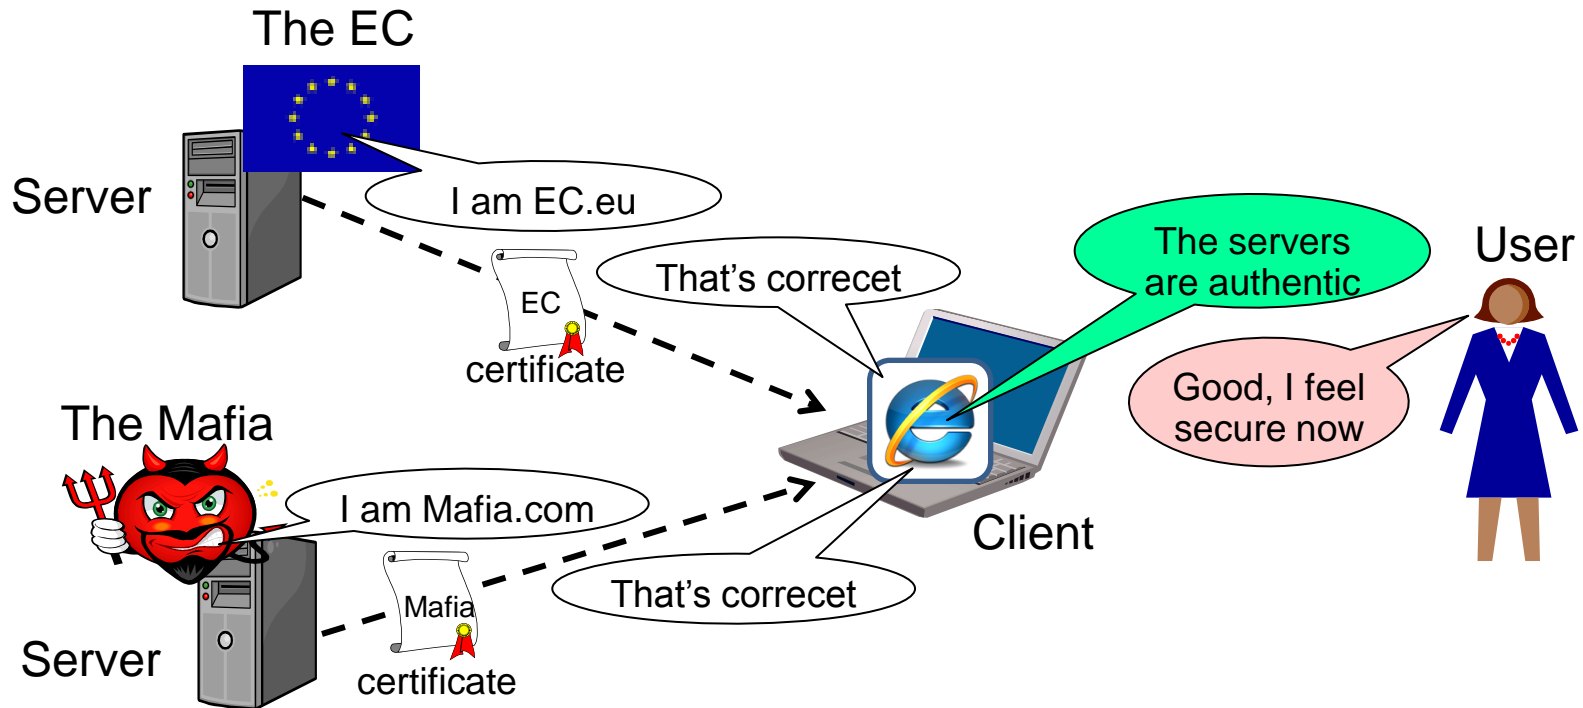 The EC
Server
I am EC.eu
EC
certificate
That's correcet
The servers
are authentic
User
Good, I feel
secure now
The Mafia
I am Mafia.com
Client
That's correcet
Mafia
certificate
Server